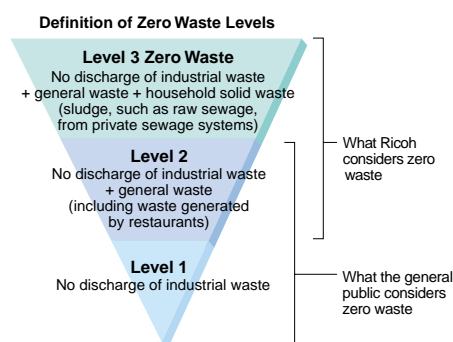 Definition of Zero Waste Levels
Level 3 Zero Waste
No discharge of industrial waste
+ general waste + household solid waste
(sludge, such as raw sewage,
from private sewage systems)
Level 2
No discharge of industrial waste
+ general waste
(including waste generated
by restaurants)
Level 1
No discharge of industrial waste
What Ricoh
considers zero
waste
What the general
public considers
zero waste